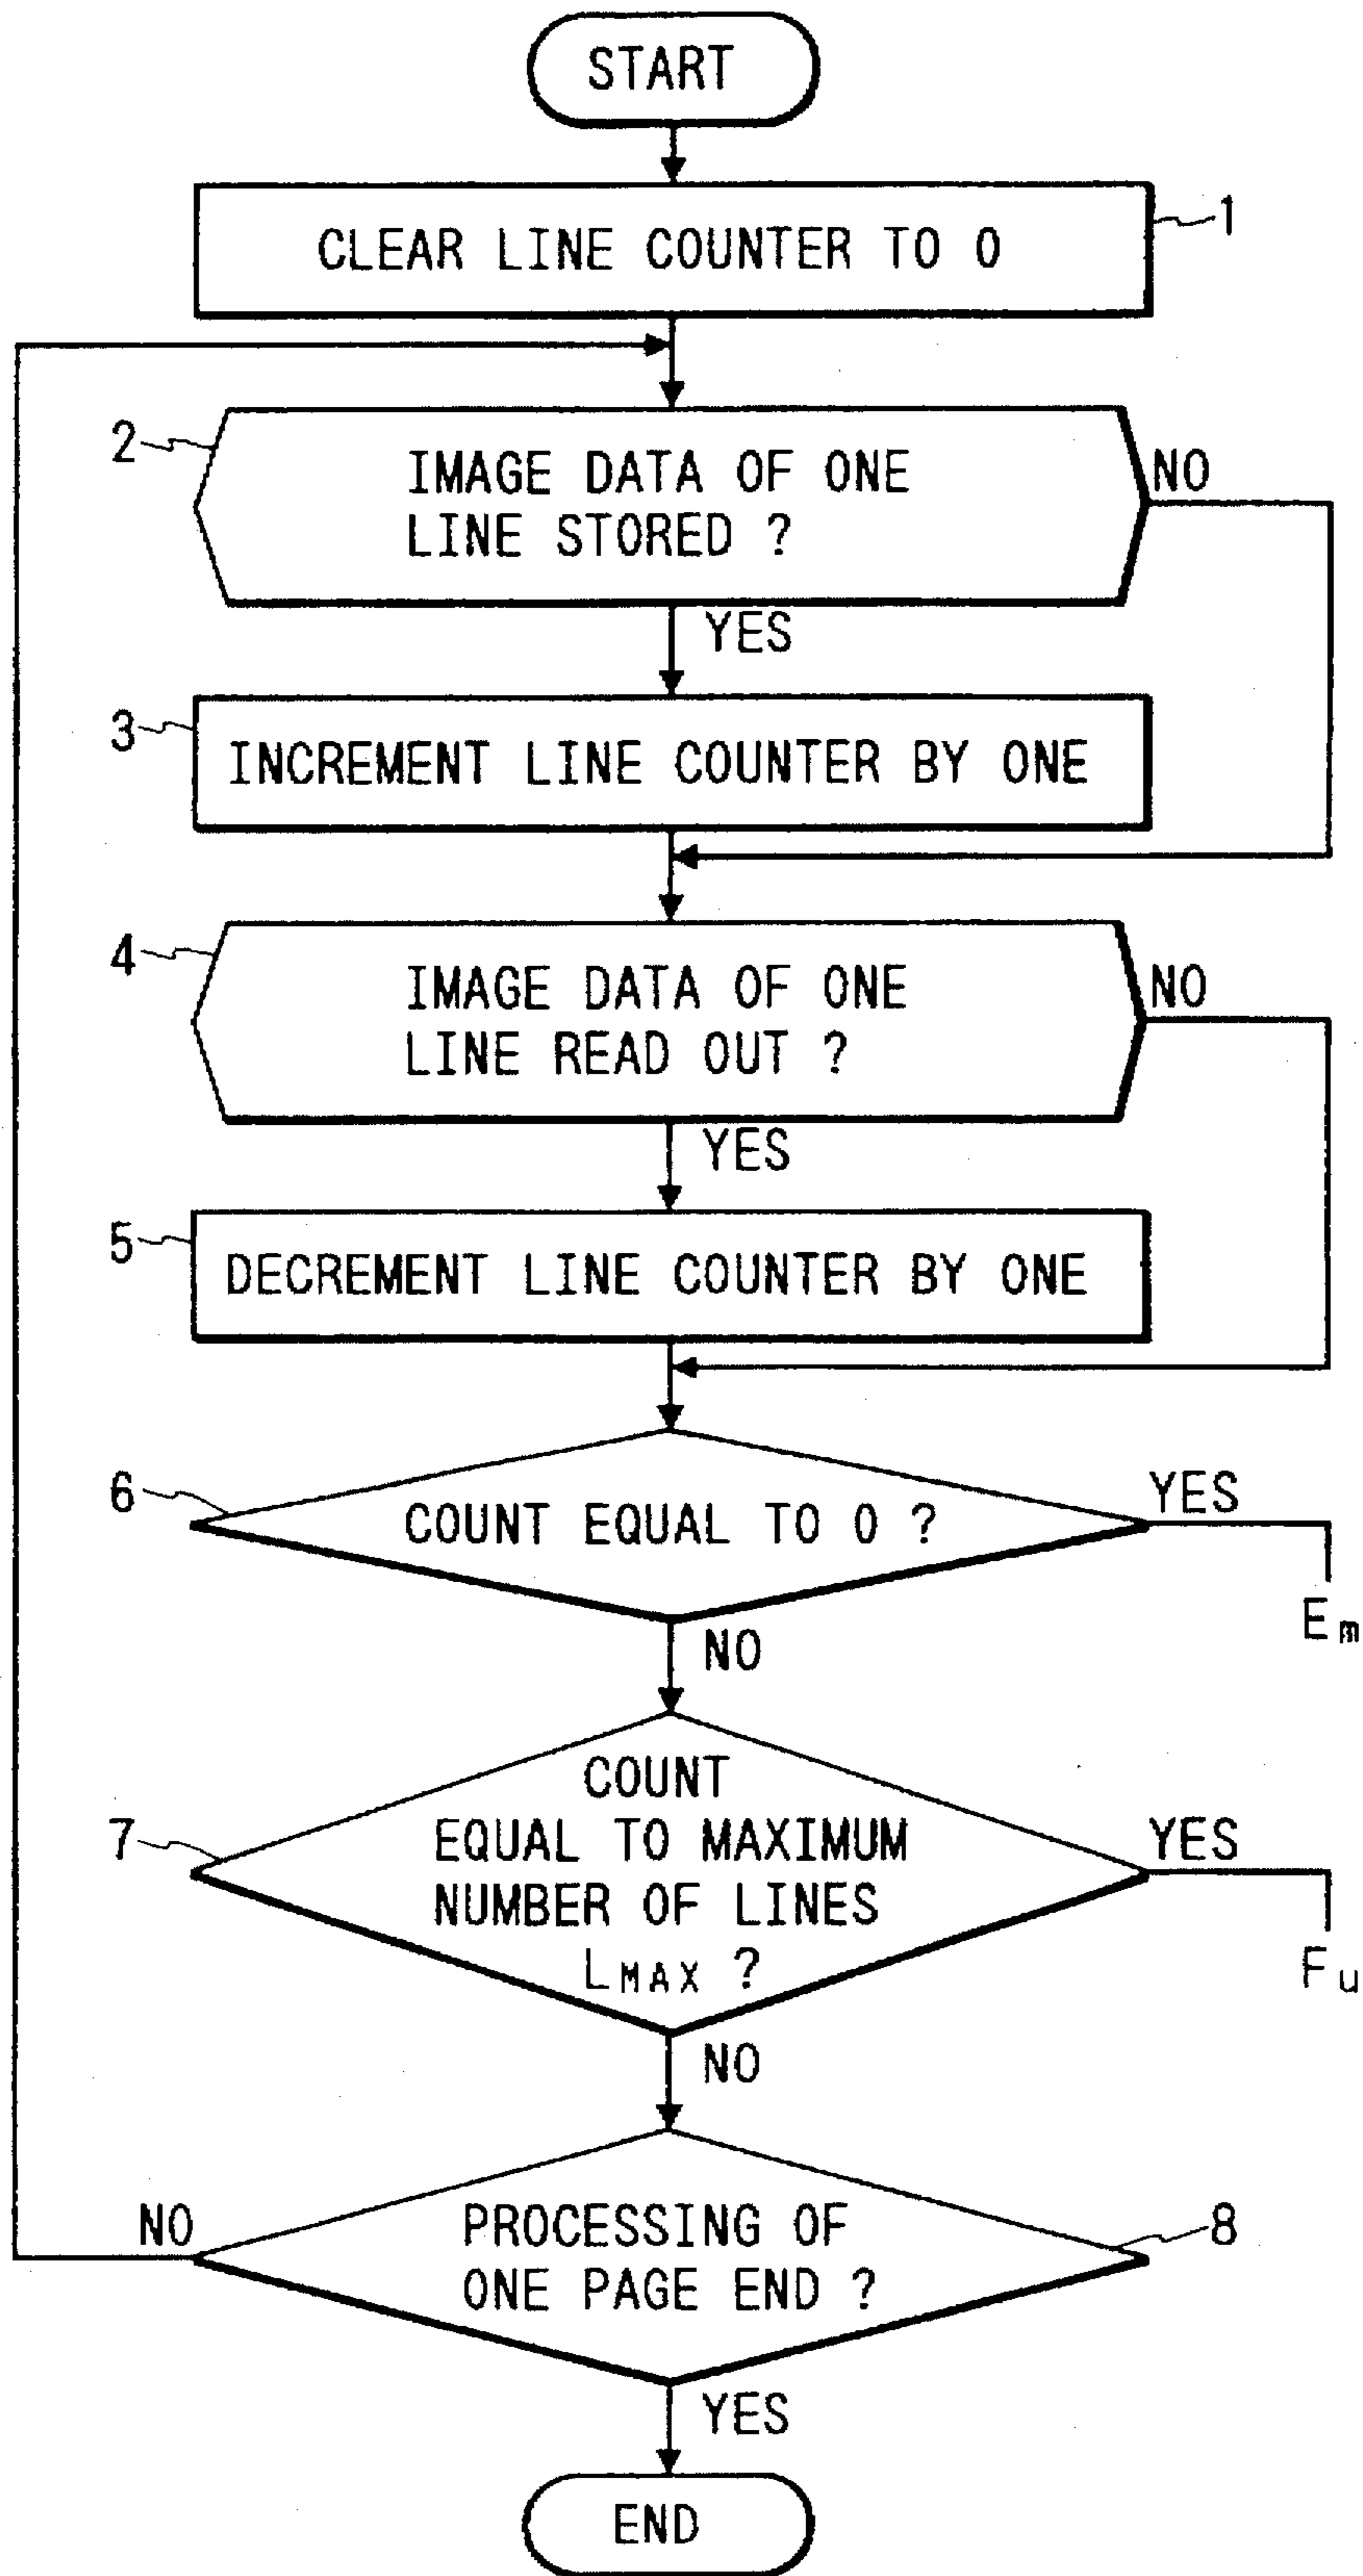 START
CLEAR LINE COUNTER TO 0
1
2
IMAGE DATA OF ONE
LINE STORED ?
NO
YES
3
INCREMENT LINE COUNTER BY ONE
4
IMAGE DATA OF ONE
LINE READ OUT ?
NO
YES
5
DECREMENT LINE COUNTER BY ONE
6
COUNT EQUAL TO 0 ?
YES
Em
NO
7
COUNT
EQUAL TO MAXIMUM
NUMBER OF LINES
LMAX ?
YES
Fu
NO
NO
PROCESSING OF
ONE PAGE END ?
8
YES
END